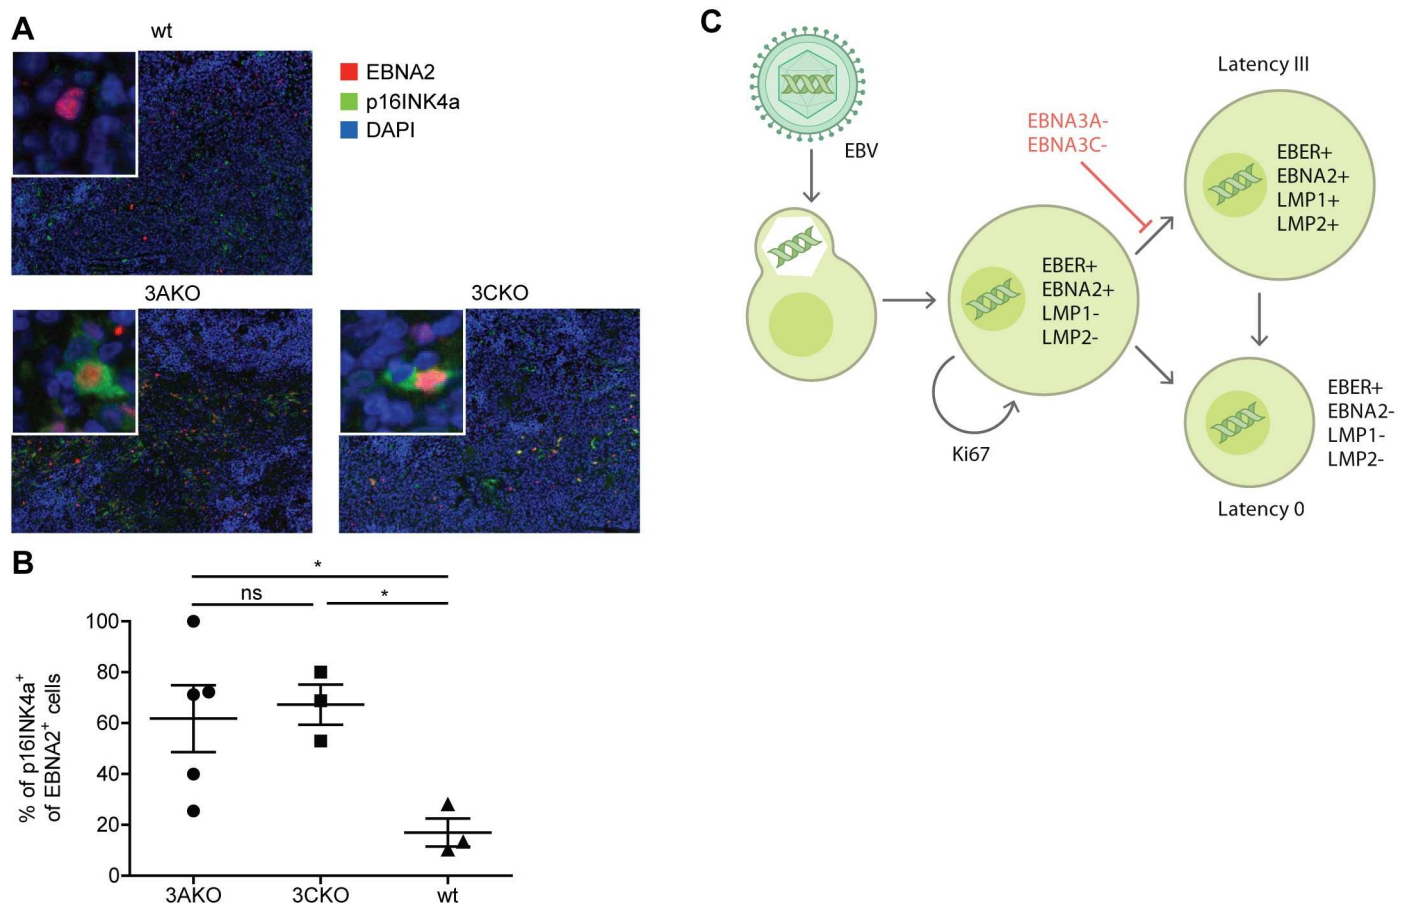 A
wt
EBNA2
p16INK4a
DAPI
3AKO
3CKO
B
*
ns
*
% of p16INK4a+
of EBNA2+ cells
100
80
60
40
20
0
3AKO
3CKO
wt
C
EBV
EBNA3A-
EBNA3C-
Latency III
EBER+
EBNA2+
LMP1+
LMP2+
EBER+
EBNA2+
LMP1-
LMP2-
Ki67
EBER+
EBNA2-
LMP1-
LMP2-
Latency 0